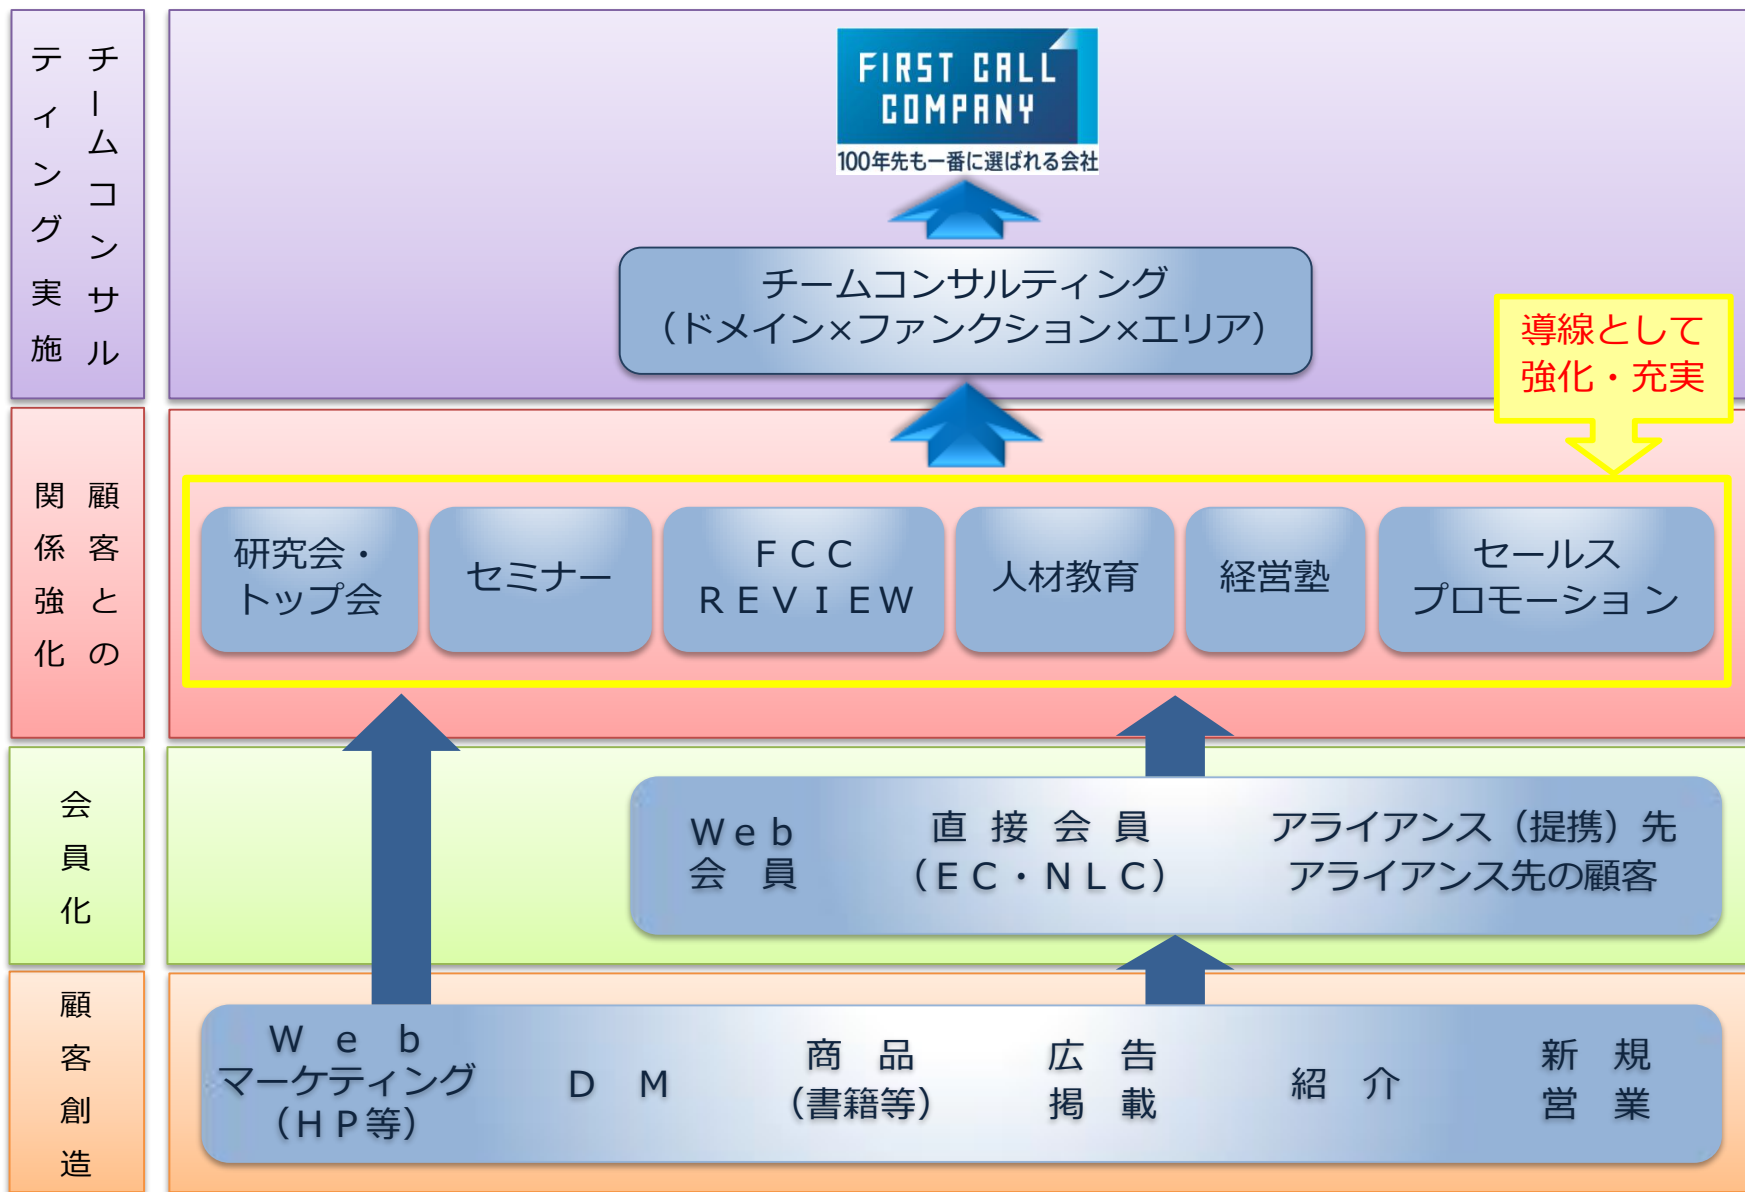 チームコンサル
ティング実施
FIRST CALL
COMPANY
100年先も一番に選ばれる会社
チームコンサルティング
（ドメイン×ファンクション×エリア）
導線として
強化・充実
顧客との
関係強化
研究会・
トップ会
セミナー
ＦＣＣ
ＲＥＶＩＥＷ
人材教育
経営塾
セールス
プロモーション
会員化
Ｗｅｂ
会員
直接会員
（ＥＣ・ＮＬＣ）
アライアンス（提携）先
アライアンス先の顧客
顧客創造
Ｗｅｂ
マーケティング
（ＨＰ等）
ＤＭ
商品
（書籍等）
広告
掲載
紹介
新規
営業